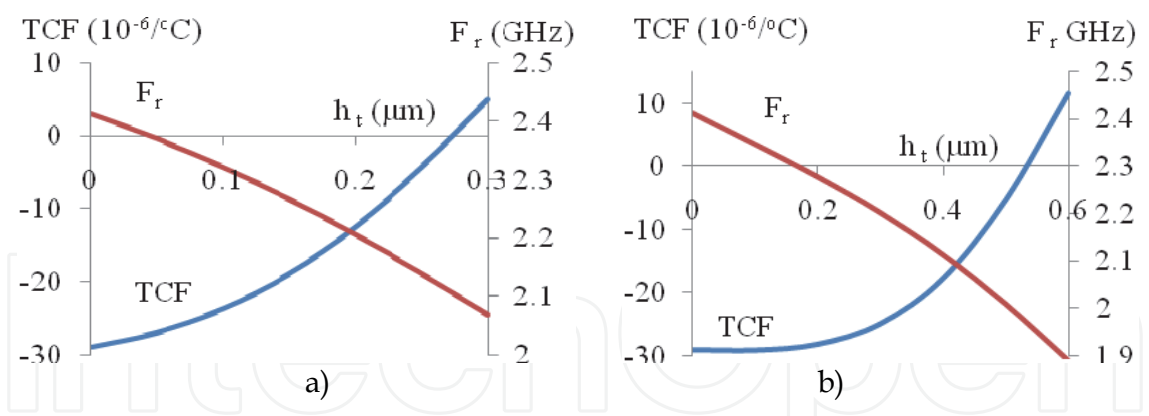 TCF (10⁻⁶/°C)
F r (GHz)
10
0
-10
-20
-30
0
0.1
0.2
0.3
2.5
2.4
2.3
2.2
2.1
2
Fr
h t (μm)
TCF
a)
TCF (10⁻⁶/°C)
F r GHz)
10
0
-10
-20
-30
0
0.2
0.4
0.6
2.5
2.4
2.3
2.2
2.1
2
1 9
Fr
h t (μm)
TCF
b)
IntechOpen